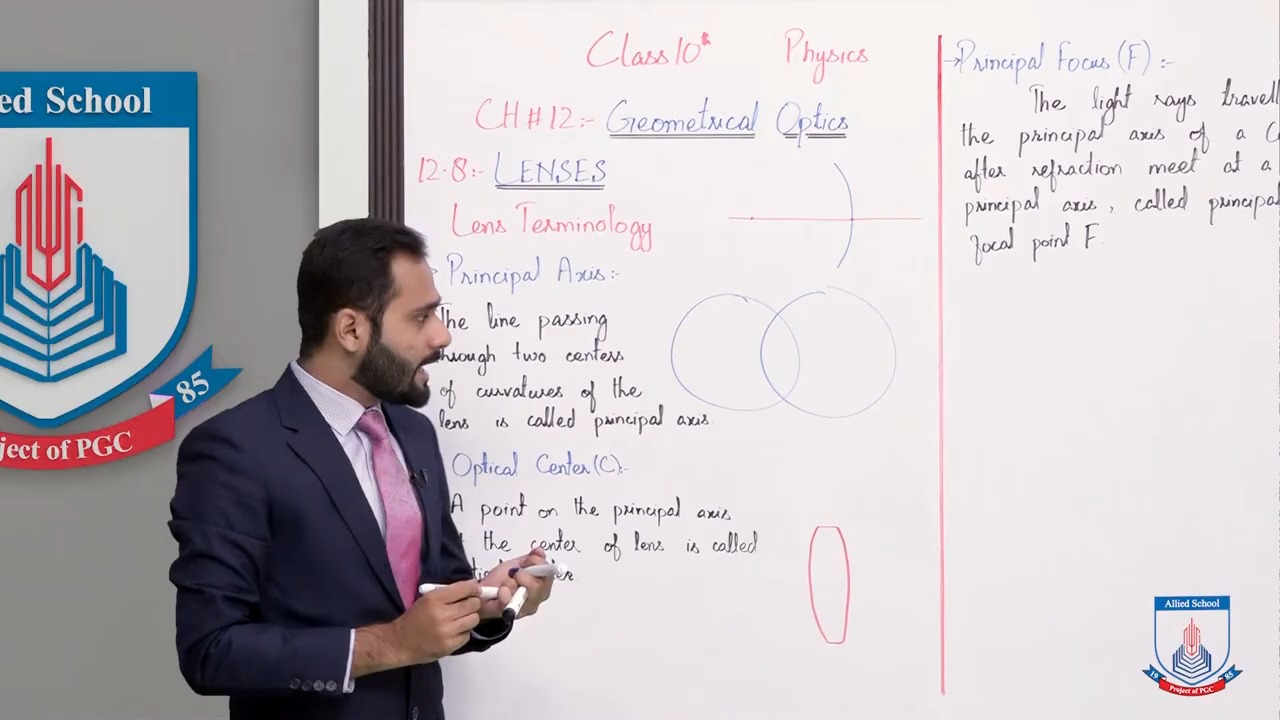 ed School
85
ject of PGC
Class 10th Physics
CH#12:- Geometrical Optics
12.8:- LENSES
Lens Terminology
Principal Axis:-
The line passing
through two centers
of curvatures of the
lens is called principal axis.
Optical Center(C):-
A point on the principal axis
the center of lens is called
→Principal Focus (F) :-
The light rays travell
the principal axis of a C
after refraction meet at a
principal axis, called principal
focal point F.
Allied School
19 85
Project of PGC